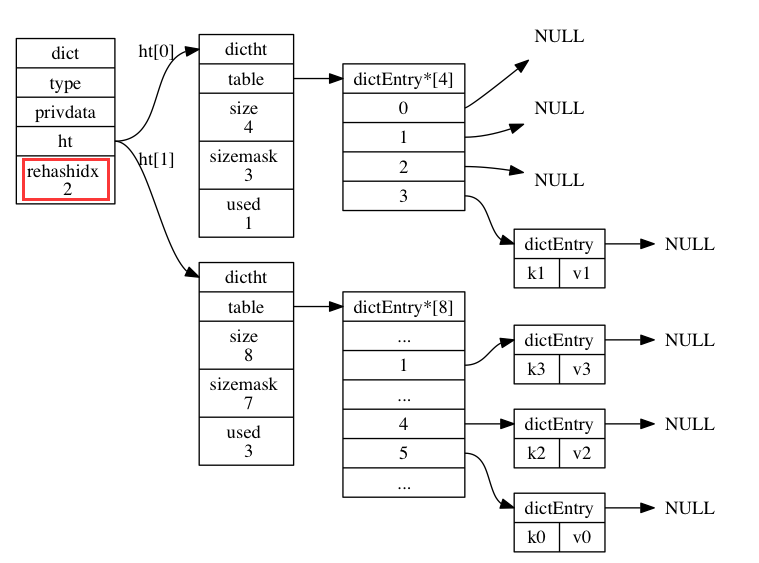 dict
type
privdata
ht
rehashidx
2
ht[0]
ht[1]
dictht
table
size
4
sizemask
3
used
1
dictEntry*[4]
0
1
2
3
NULL
NULL
NULL
dictEntry
k1 v1
NULL
dictht
table
size
8
sizemask
7
used
3
dictEntry*[8]
...
1
...
4
5
...
dictEntry
k3 v3
NULL
dictEntry
k2 v2
NULL
dictEntry
k0 v0
NULL